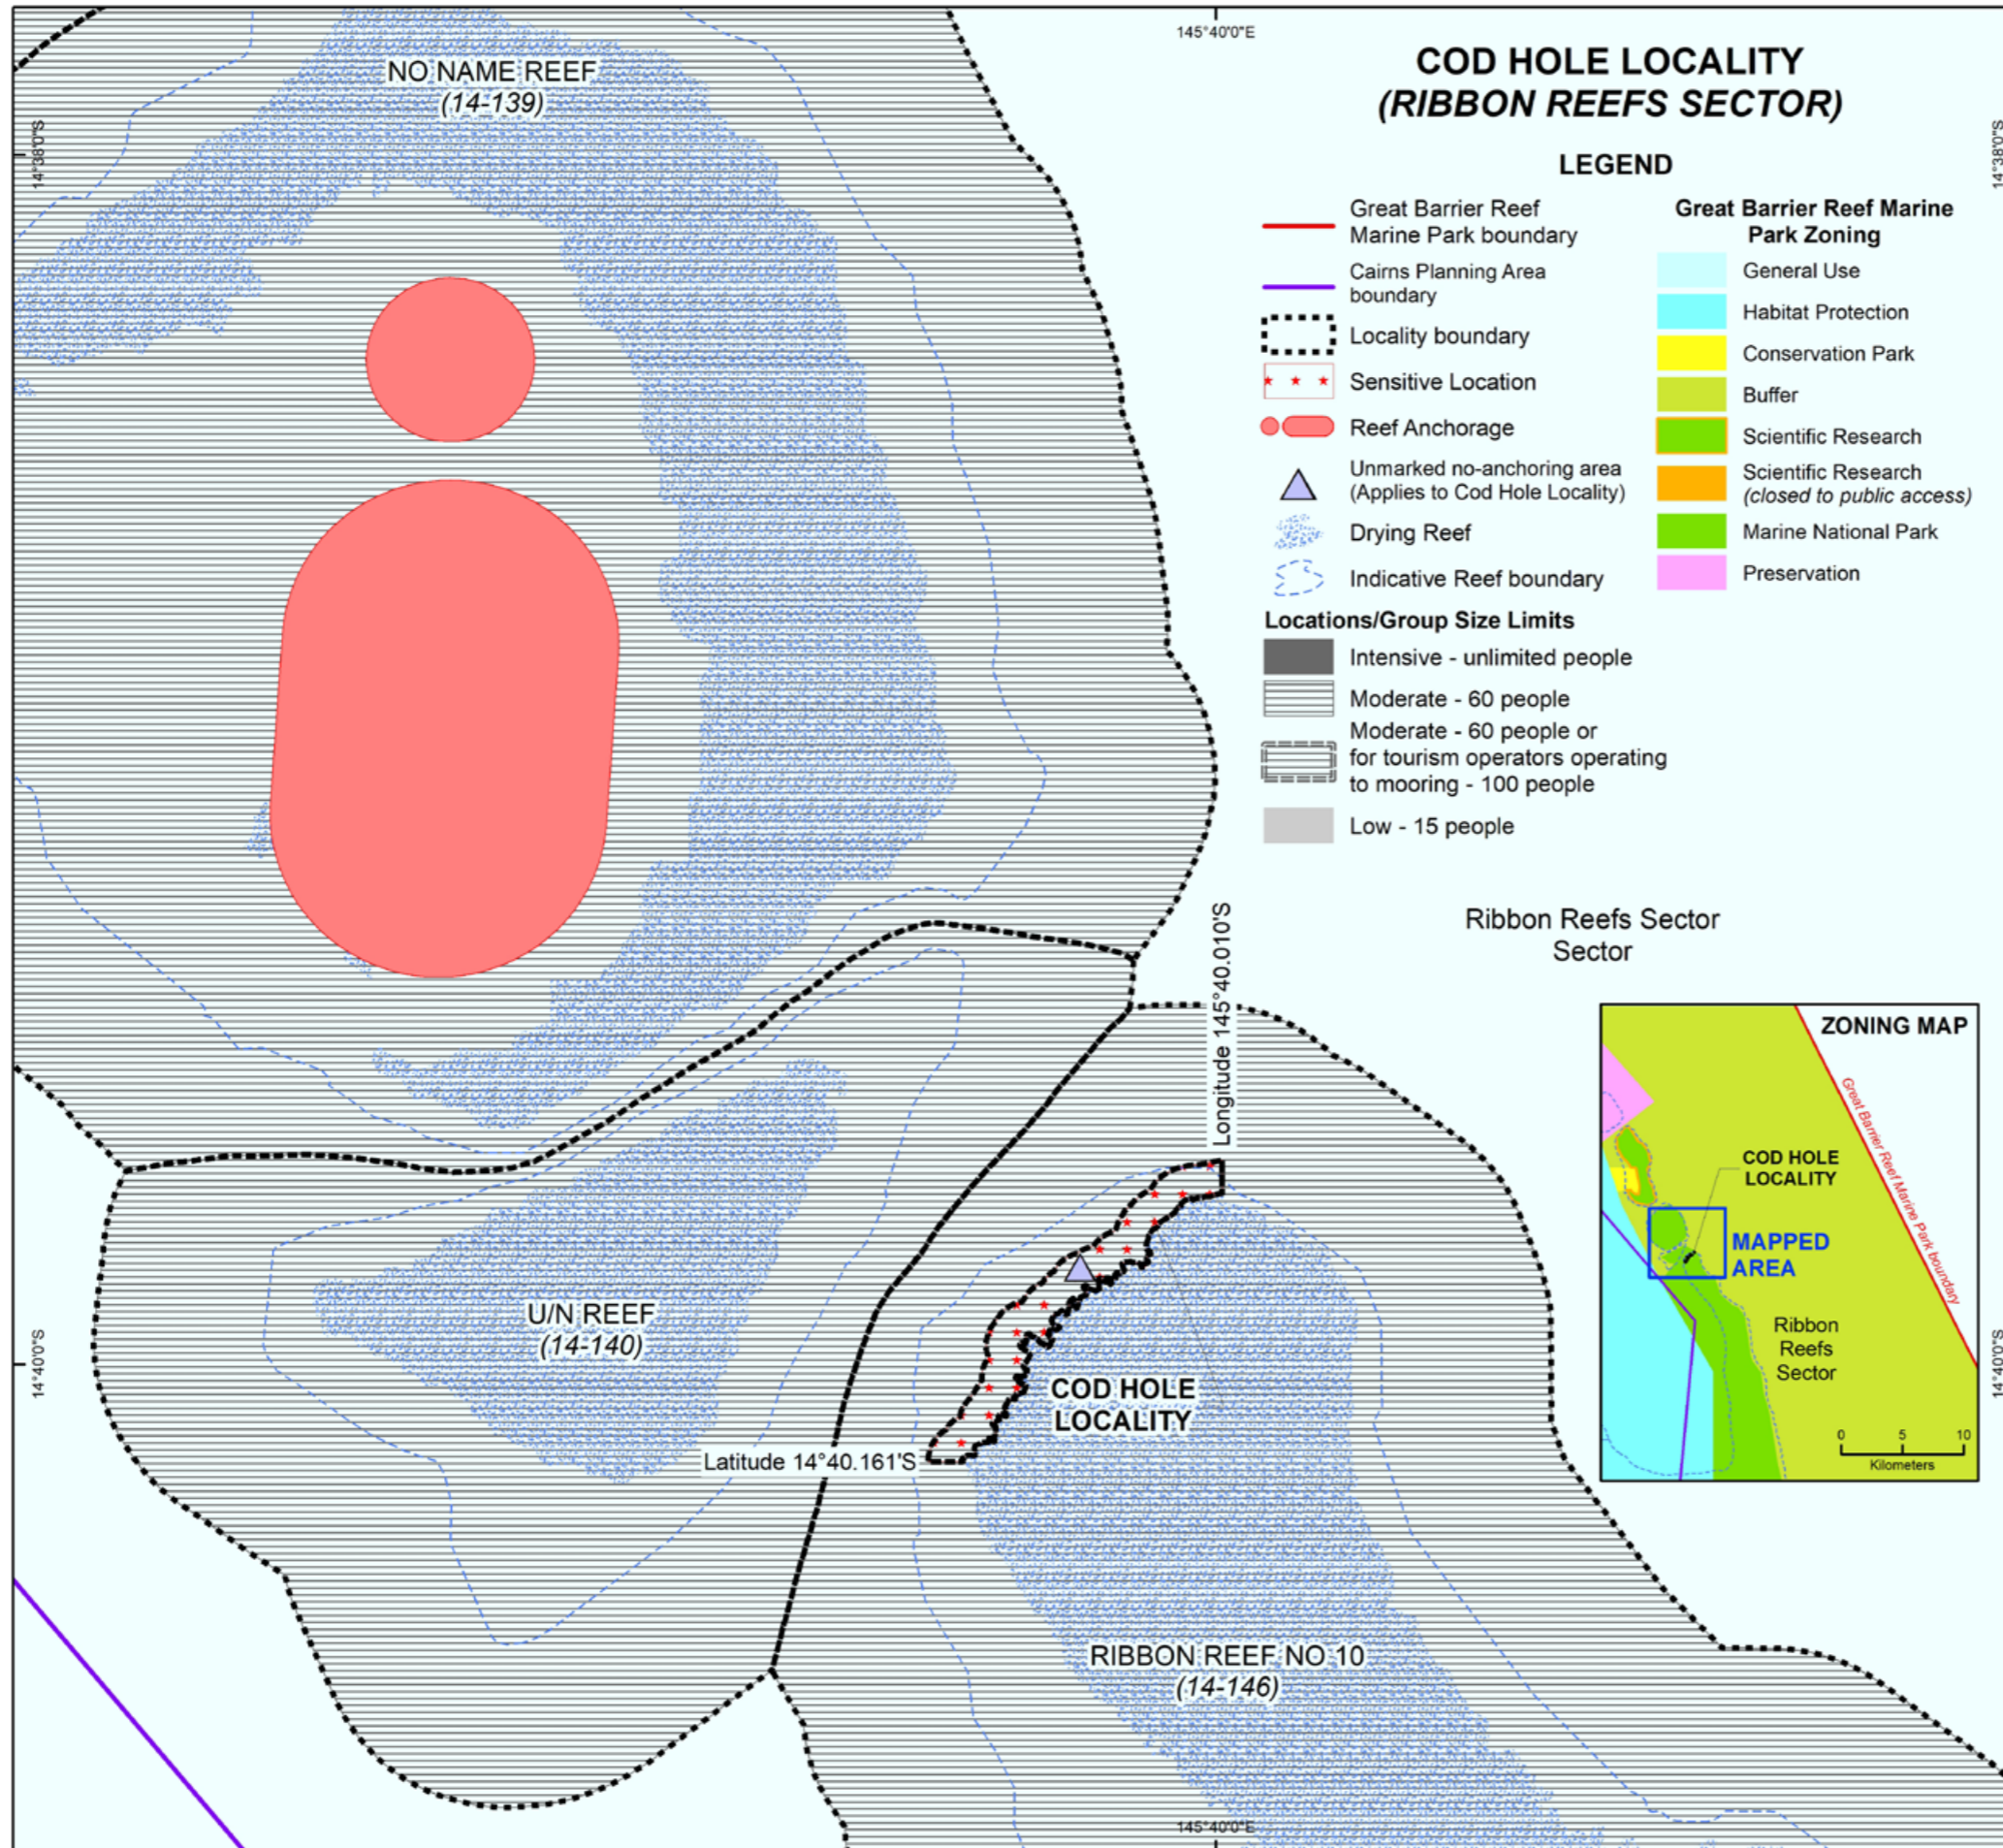 145°40'0"E
COD HOLE LOCALITY
(RIBBON REEFS SECTOR)
NO NAME REEF
(14-139)
14°38'0"S
14°38'0"S
LEGEND
Great Barrier Reef
Marine Park boundary
Cairns Planning Area
boundary
Locality boundary
Sensitive Location
Reef Anchorage
Unmarked no-anchoring area
(Applies to Cod Hole Locality)
Drying Reef
Indicative Reef boundary
Great Barrier Reef Marine
Park Zoning
General Use
Habitat Protection
Conservation Park
Buffer
Scientific Research
Scientific Research
(closed to public access)
Marine National Park
Preservation
Locations/Group Size Limits
Intensive - unlimited people
Moderate - 60 people
Moderate - 60 people or
for tourism operators operating
to mooring - 100 people
Low - 15 people
Ribbon Reefs Sector
Sector
Longitude 145°40.010'S
ZONING MAP
Great Barrier Reef Marine Park boundary
COD HOLE
LOCALITY
MAPPED
AREA
Ribbon
Reefs
Sector
0 5 10
Kilometers
U/N REEF
(14-140)
14°40'0"S
14°40'0"S
COD HOLE
LOCALITY
Latitude 14°40.161'S
RIBBON REEF NO 10
(14-146)
145°40'0"E